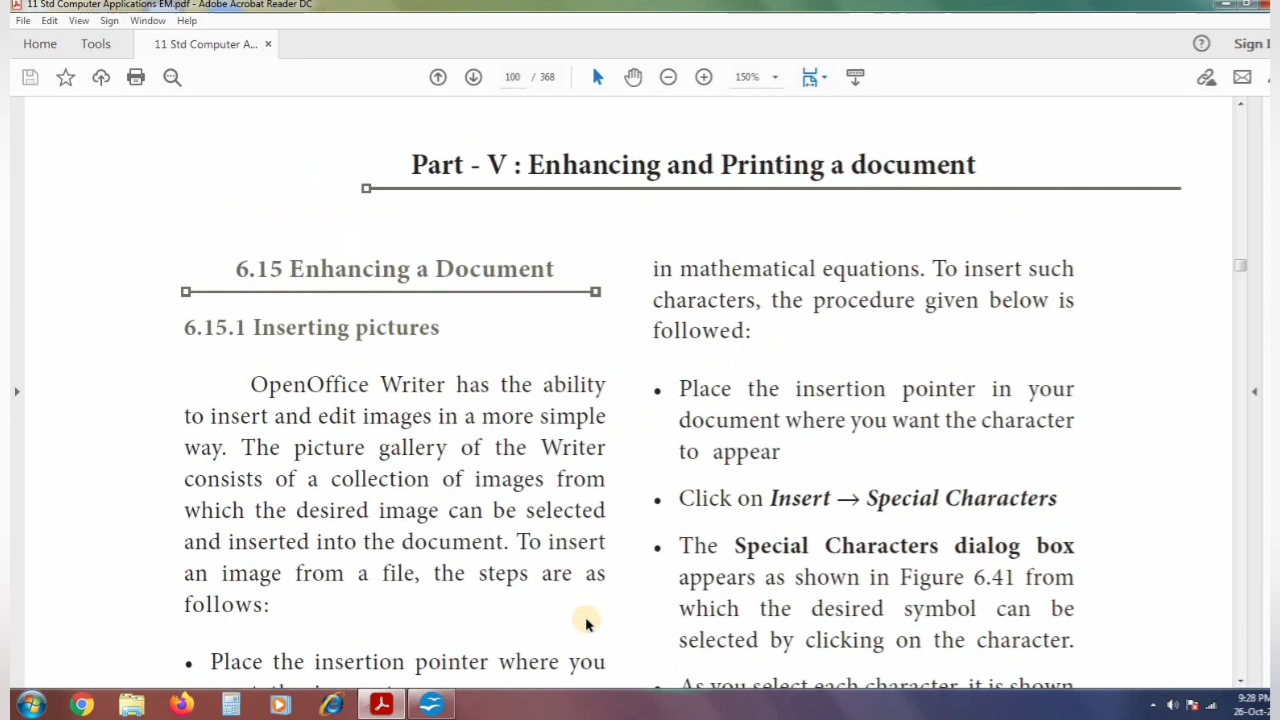 11 Std Computer Applications EM.pdf - Adobe Acrobat Reader DC
File Edit View Sign Window Help
Home Tools 11 Std Computer A... × Sign
100 / 368 150%
Part - V : Enhancing and Printing a document
6.15 Enhancing a Document
6.15.1 Inserting pictures
OpenOffice Writer has the ability
to insert and edit images in a more simple
way. The picture gallery of the Writer
consists of a collection of images from
which the desired image can be selected
and inserted into the document. To insert
an image from a file, the steps are as
follows:
• Place the insertion pointer where you
in mathematical equations. To insert such
characters, the procedure given below is
followed:
• Place the insertion pointer in your
document where you want the character
to appear
• Click on Insert → Special Characters
• The Special Characters dialog box
appears as shown in Figure 6.41 from
which the desired symbol can be
selected by clicking on the character.
• As you select each character, it is shown
9:28 PM
26-Oct-2